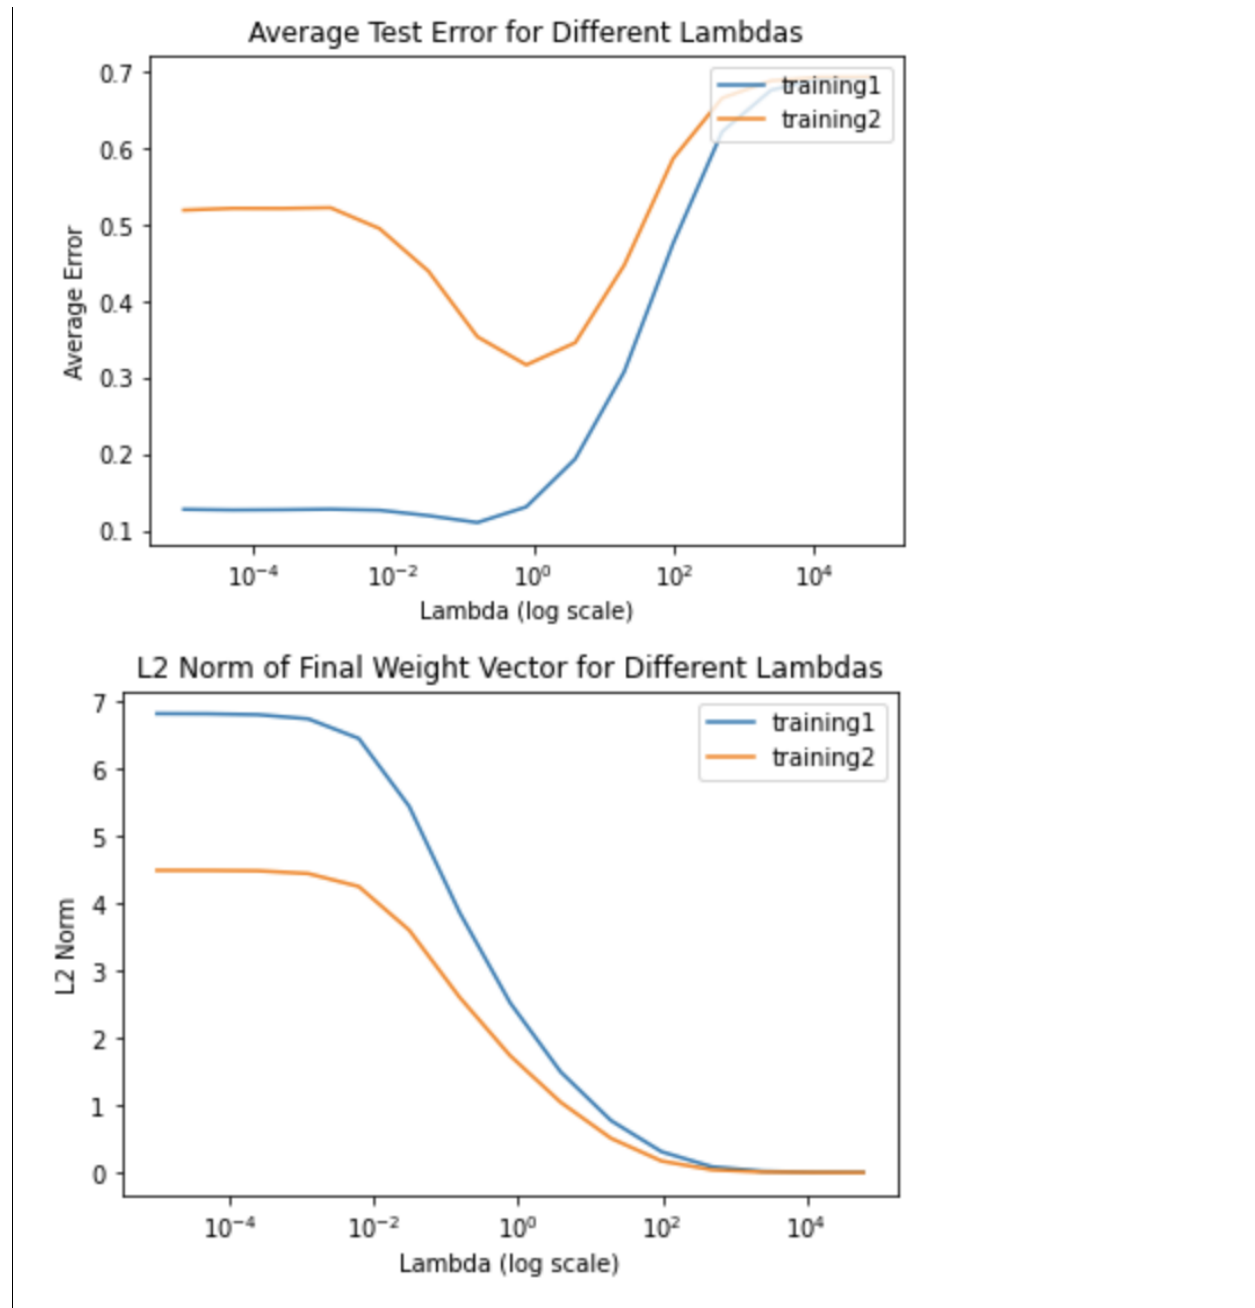 Average Test Error for Different Lambdas
0.7
0.6
0.5
0.4
0.3
0.2
0.1
Average Error
training1
training2
10⁻⁴ 10⁻² 10⁰ 10² 10⁴
Lambda (log scale)
L2 Norm of Final Weight Vector for Different Lambdas
7
6
5
4
3
2
1
0
L2 Norm
training1
training2
10⁻⁴ 10⁻² 10⁰ 10² 10⁴
Lambda (log scale)